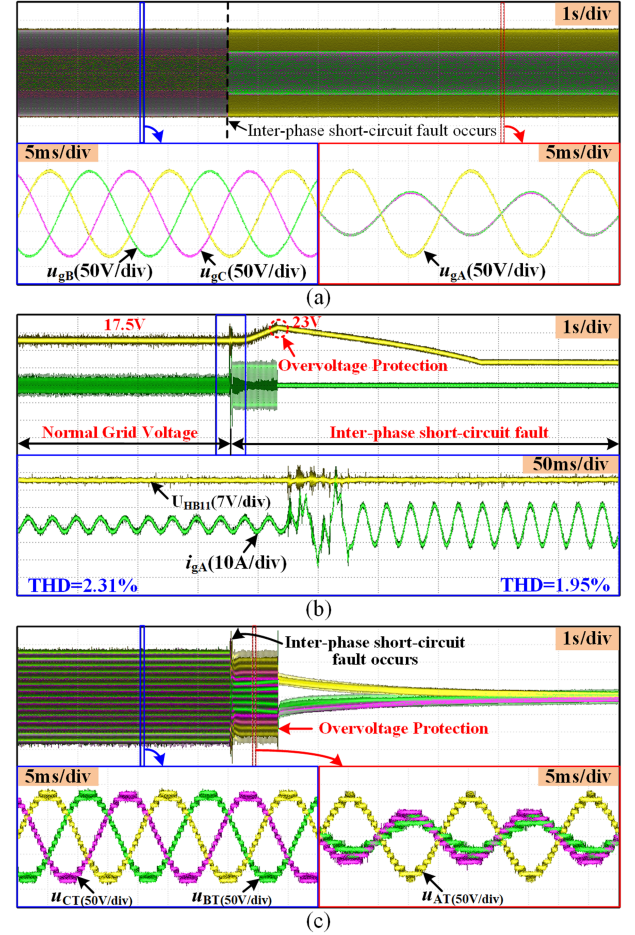 1s/div
Inter-phase short-circuit fault occurs
5ms/div
5ms/div
ugB(50V/div)
ugC(50V/div)
ugA(50V/div)
(a)
17.5V
23V
1s/div
Overvoltage Protection
Normal Grid Voltage
Inter-phase short-circuit fault
50ms/div
UHB11(7V/div)
igA(10A/div)
THD=2.31%
THD=1.95%
(b)
Inter-phase short-circuit
fault occurs
1s/div
Overvoltage Protection
5ms/div
5ms/div
uCT(50V/div)
uBT(50V/div)
uAT(50V/div)
(c)